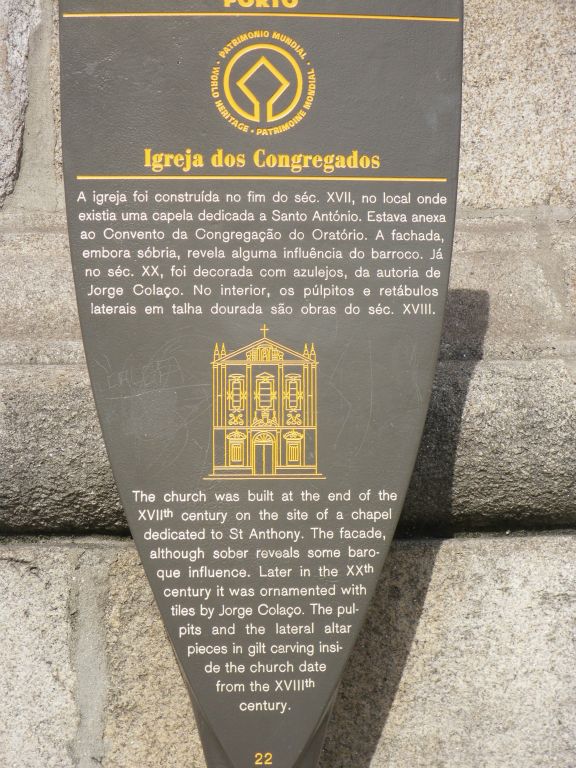 PORTO
PATRIMONIO MUNDIAL • WORLD HERITAGE • PATRIMOINE MONDIAL •
Igreja dos Congregados
A igreja foi construída no fim do séc. XVII, no local onde
existia uma capela dedicada a Santo António. Estava anexa
ao Convento da Congregação do Oratório. A fachada,
embora sóbria, revela alguma influência do barroco. Já
no séc. XX, foi decorada com azulejos, da autoria de
Jorge Colaço. No interior, os púlpitos e retábulos
laterais em talha dourada são obras do séc. XVIII.
The church was built at the end of the
XVIIth century on the site of a chapel
dedicated to St Anthony. The facade,
although sober reveals some baro-
que influence. Later in the XXth
century it was ornamented with
tiles by Jorge Colaço. The pul-
pits and the lateral altar
pieces in gilt carving insi-
de the church date
from the XVIIIth
century.
22